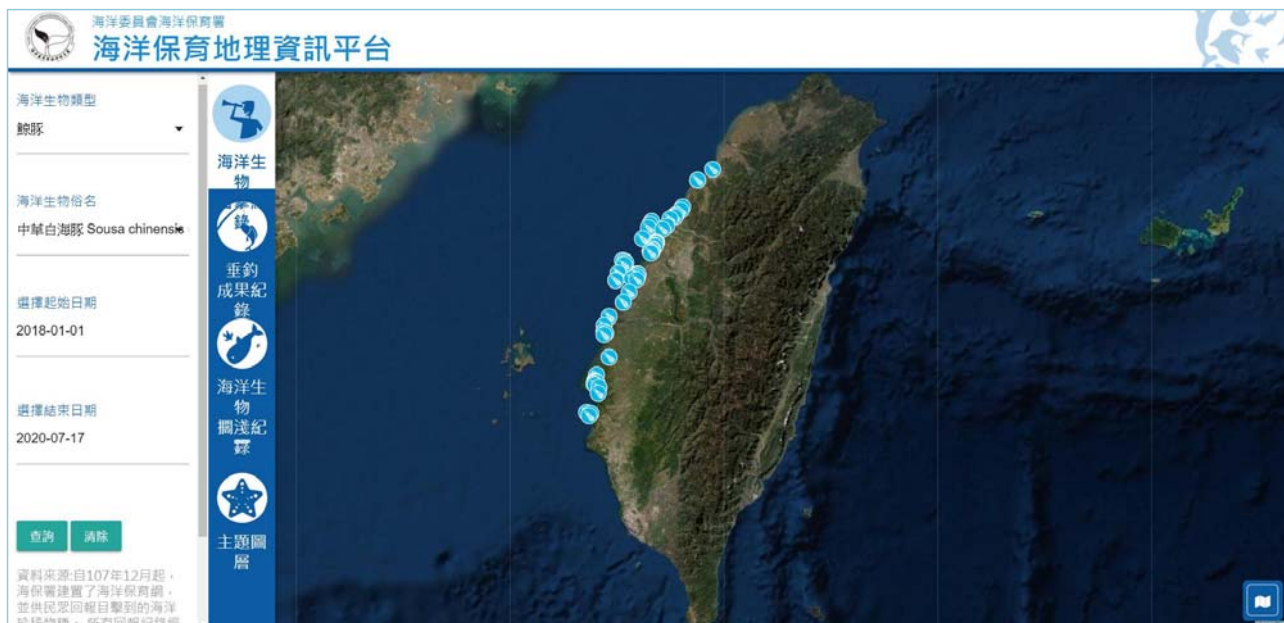 海洋委員會海洋保育署
海洋保育地理資訊平台
海洋生物類型
鯨豚
海洋生物俗名
中華白海豚 Sousa chinensis
選擇起始日期
2018-01-01
選擇結束日期
2020-07-17
查詢 清除
資料來源:自107年12月起，
海保署建置了海洋保育網，
並供民眾回報目擊到的海洋
海洋生
物
錄
垂釣
成果紀
錄
海洋生
物
擱淺紀
錄
主題圖
層